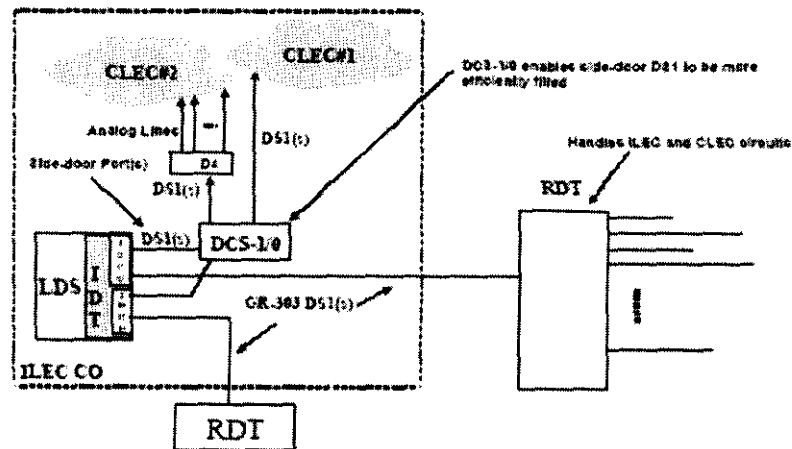 CLEC#1
CLEC#2
DCS-1/0 enables side-door DS1 to be more
efficiently filled
Analog Lines
DS1(s)
Handles ILEC and CLEC circuits
Side-door Port(s)
D4
RDT
DS1(s)
DS1(s)
DCS-1/0
LDS
IDT
GR-303 DS1(s)
ILEC CO
RDT